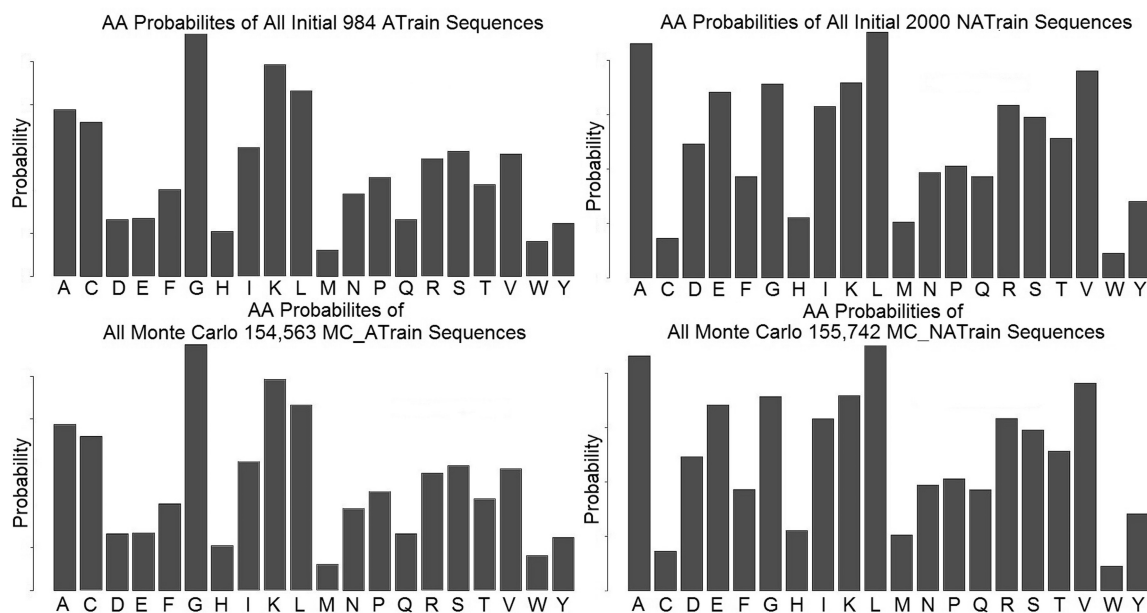 AA Probabilites of All Initial 984 ATrain Sequences
Probability
A C D E F G H I K L M N P Q R S T V W Y
AA Probabilities of All Initial 2000 NATrain Sequences
Probability
A C D E F G H I K L M N P Q R S T V W Y
AA Probabilites of
All Monte Carlo 154,563 MC_ATrain Sequences
Probability
A C D E F G H I K L M N P Q R S T V W Y
AA Probabilities of
All Monte Carlo 155,742 MC_NATrain Sequences
Probability
A C D E F G H I K L M N P Q R S T V W Y